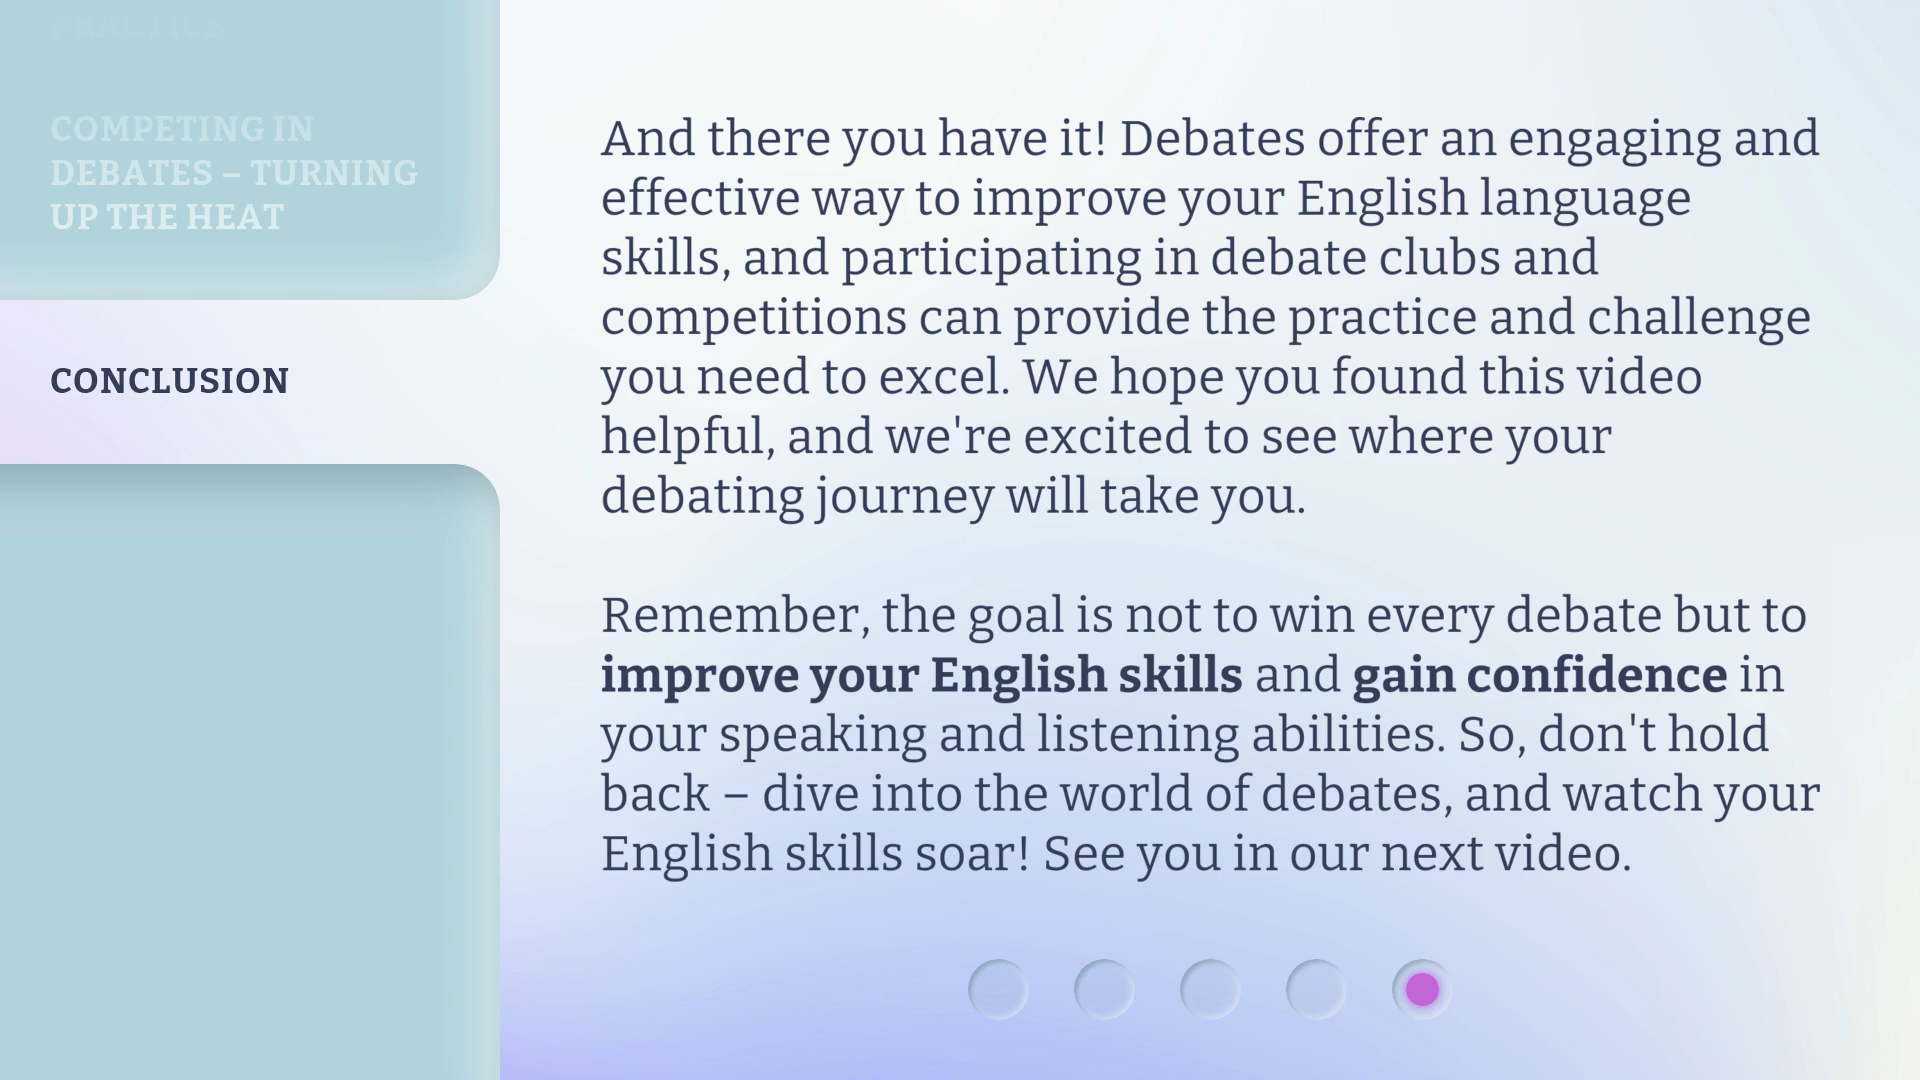 COMPETING IN
DEBATES – TURNING
UP THE HEAT
CONCLUSION
And there you have it! Debates offer an engaging and
effective way to improve your English language
skills, and participating in debate clubs and
competitions can provide the practice and challenge
you need to excel. We hope you found this video
helpful, and we're excited to see where your
debating journey will take you.
Remember, the goal is not to win every debate but to
improve your English skills and gain confidence in
your speaking and listening abilities. So, don't hold
back – dive into the world of debates, and watch your
English skills soar! See you in our next video.